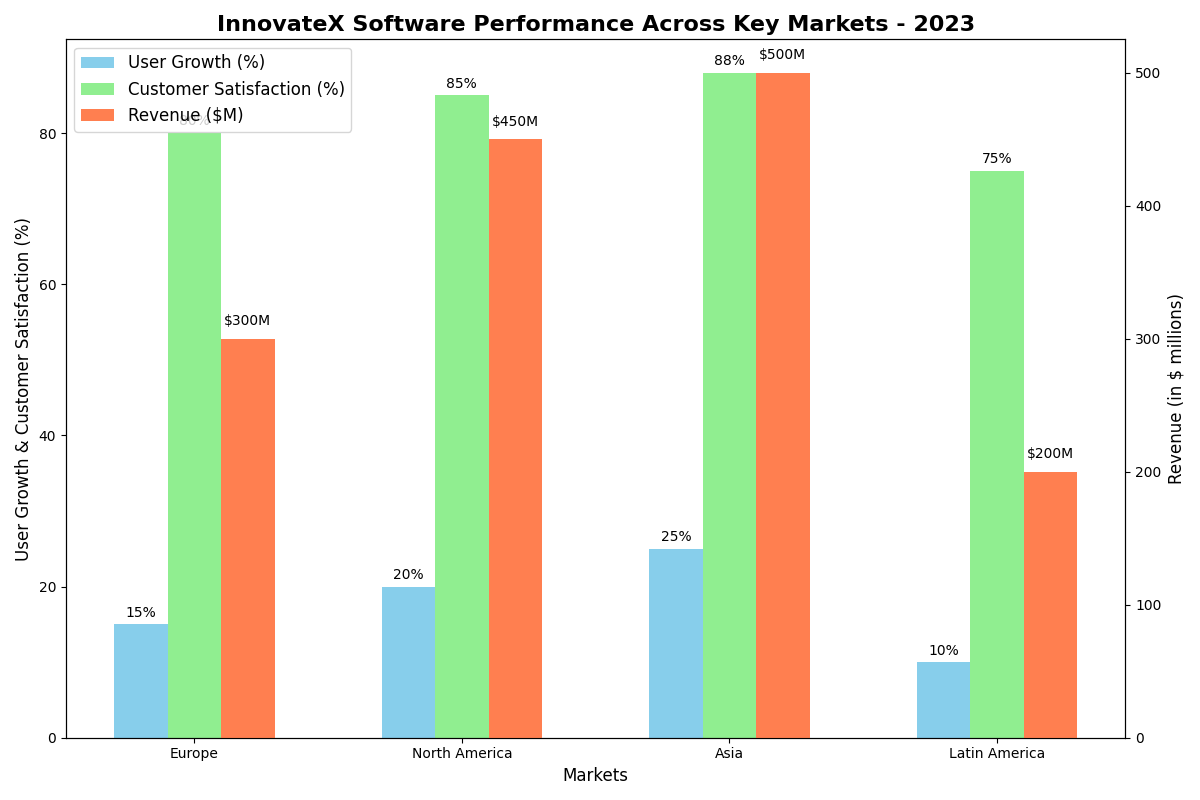 InnovateX Software Performance Across Key Markets - 2023
User Growth (%)
Customer Satisfaction (%)
Revenue ($M)
User Growth & Customer Satisfaction (%)
80
60
40
20
0
15%
$300M
20%
85%
$450M
25%
88%
$500M
10%
75%
$200M
500
400
300
200
100
0
Revenue (in $ millions)
Europe
North America
Asia
Latin America
Markets